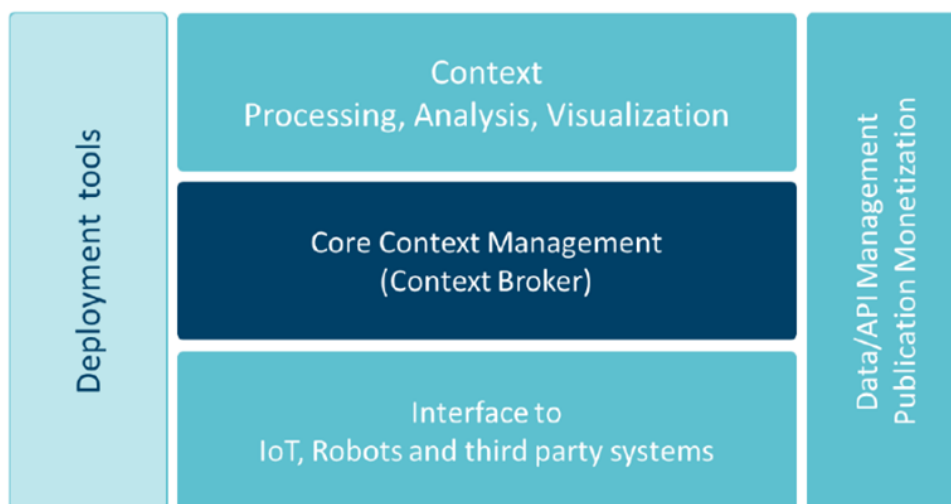 Deployment tools
Context
Processing, Analysis, Visualization
Core Context Management
(Context Broker)
Interface to
IoT, Robots and third party systems
Data/API Management
Publication Monetization